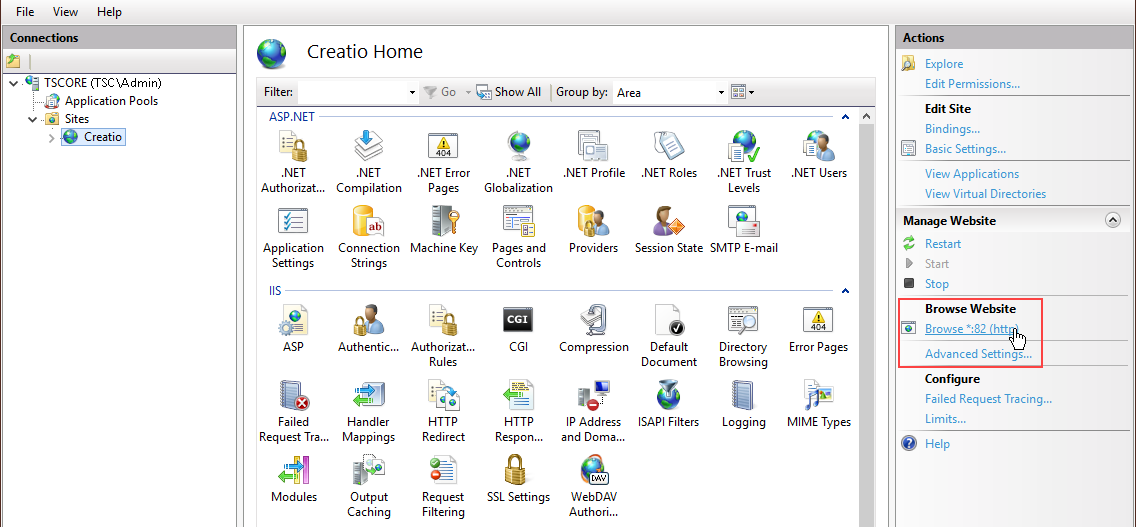 File View Help
Connections
TSCORE (TSC\Admin)
Application Pools
Sites
Creatio
Creatio Home
Filter: Go Show All Group by: Area
ASP.NET
.NET Authorizat...
.NET Compilation
.NET Error Pages
.NET Globalization
.NET Profile
.NET Roles
.NET Trust Levels
.NET Users
Application Settings
Connection Strings
Machine Key
Pages and Controls
Providers
Session State
SMTP E-mail
IIS
ASP
Authentic...
Authorizat... Rules
CGI
Compression
Default Document
Directory Browsing
Error Pages
Failed Request Tra...
Handler Mappings
HTTP Redirect
HTTP Respon...
IP Address and Doma...
ISAPI Filters
Logging
MIME Types
Modules
Output Caching
Request Filtering
SSL Settings
WebDAV Authori...
Actions
Explore
Edit Permissions...
Edit Site
Bindings...
Basic Settings...
View Applications
View Virtual Directories
Manage Website
Restart
Start
Stop
Browse Website
Browse *:82 (http)
Advanced Settings...
Configure
Failed Request Tracing...
Limits...
Help